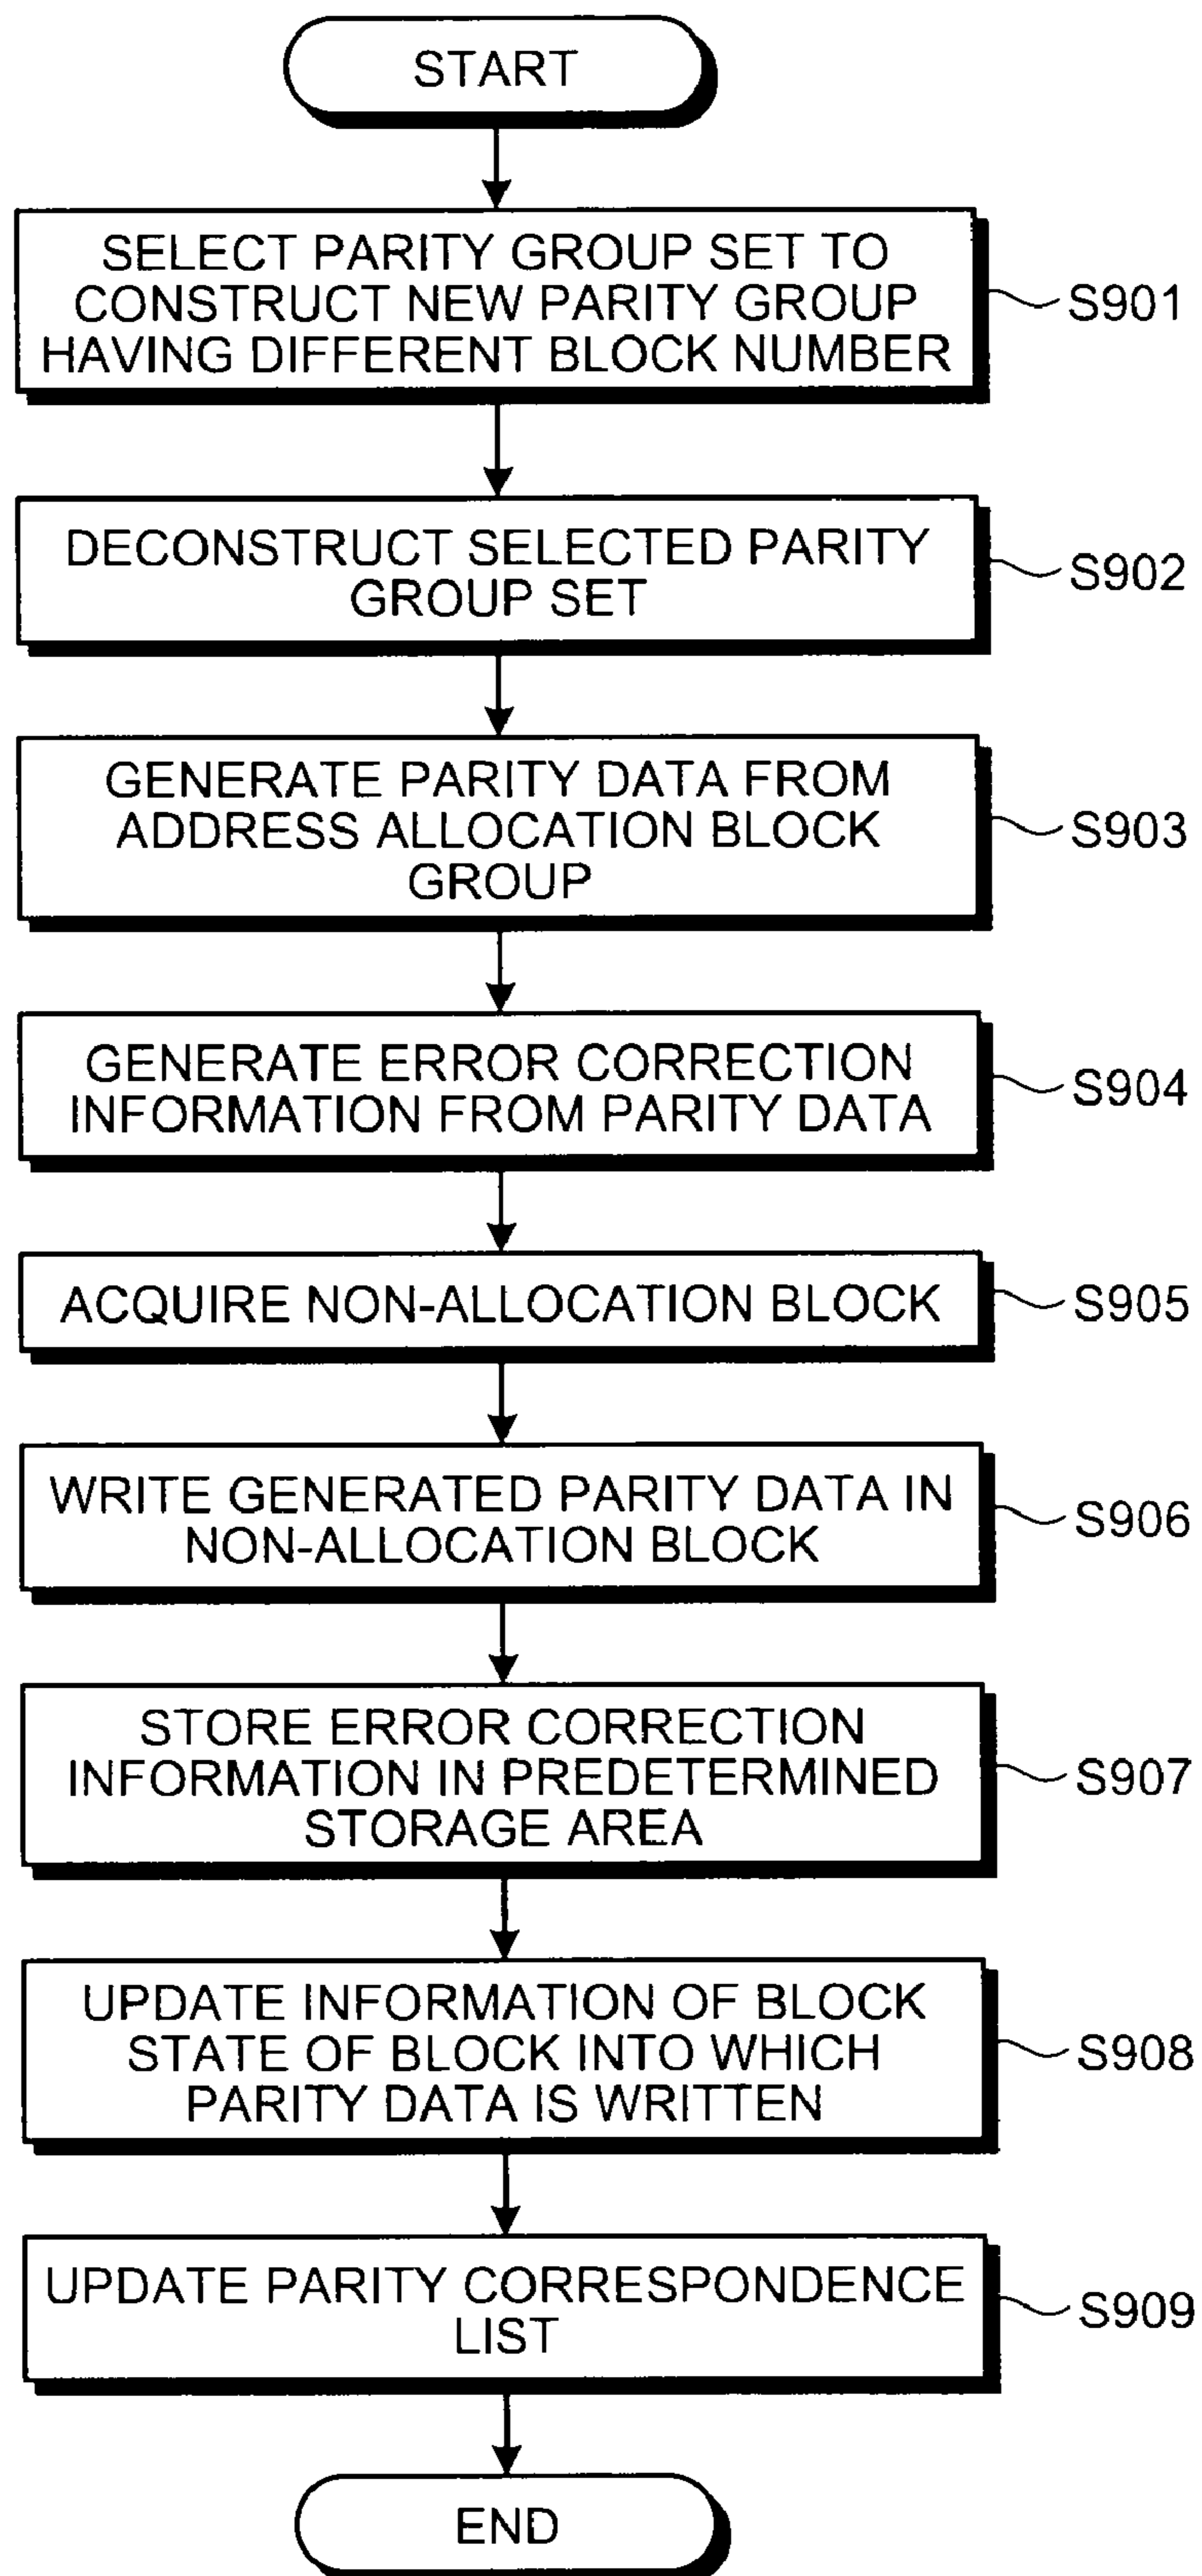 START
SELECT PARITY GROUP SET TO
CONSTRUCT NEW PARITY GROUP
HAVING DIFFERENT BLOCK NUMBER
S901
DECONSTRUCT SELECTED PARITY
GROUP SET
S902
GENERATE PARITY DATA FROM
ADDRESS ALLOCATION BLOCK
GROUP
S903
GENERATE ERROR CORRECTION
INFORMATION FROM PARITY DATA
S904
ACQUIRE NON-ALLOCATION BLOCK
S905
WRITE GENERATED PARITY DATA IN
NON-ALLOCATION BLOCK
S906
STORE ERROR CORRECTION
INFORMATION IN PREDETERMINED
STORAGE AREA
S907
UPDATE INFORMATION OF BLOCK
STATE OF BLOCK INTO WHICH
PARITY DATA IS WRITTEN
S908
UPDATE PARITY CORRESPONDENCE
LIST
S909
END